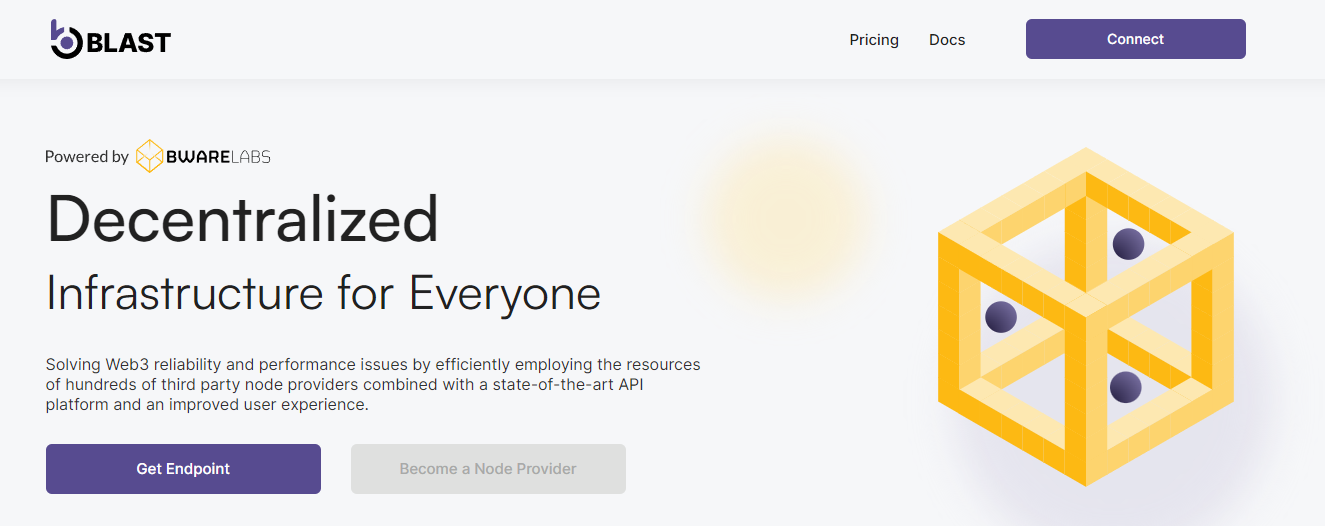 BLAST
Pricing
Docs
Connect
Powered by BWARELABS
Decentralized
Infrastructure for Everyone
Solving Web3 reliability and performance issues by efficiently employing the resources
of hundreds of third party node providers combined with a state-of-the-art API
platform and an improved user experience.
Get Endpoint
Become a Node Provider